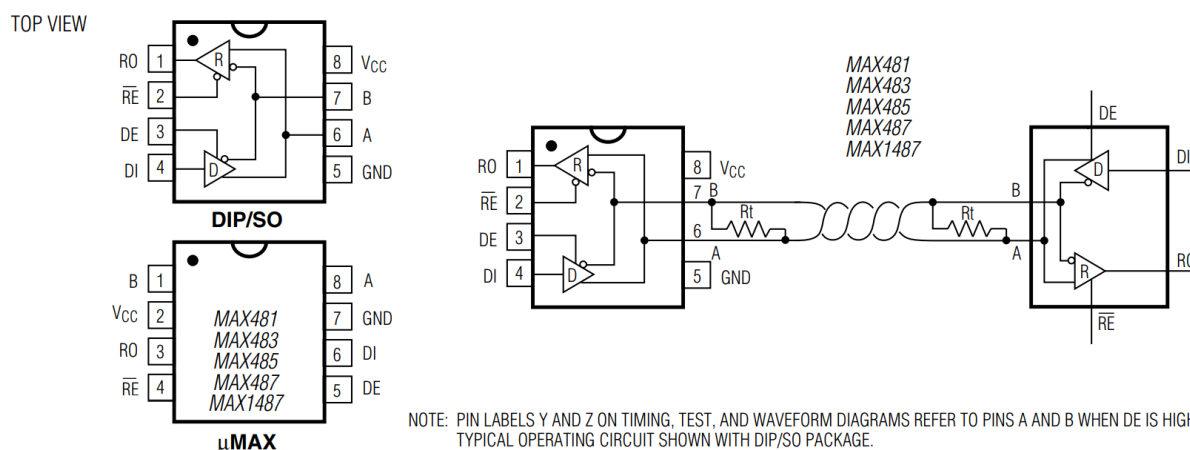 TOP VIEW
RO 1
R
8 VCC
RE 2
7 B
DE 3
6 A
DI 4
D
5 GND
DIP/SO
B 1
8 A
VCC 2
7 GND
RO 3
6 DI
RE 4
5 DE
MAX481
MAX483
MAX485
MAX487
MAX1487
µMAX
MAX481
MAX483
MAX485
MAX487
MAX1487
RO 1
R
8 VCC
RE 2
7 B
Rt
DE 3
6
A
DI 4
D
5 GND
DE
D
DI
B
Rt
A
R
RO
RE
NOTE: PIN LABELS Y AND Z ON TIMING, TEST, AND WAVEFORM DIAGRAMS REFER TO PINS A AND B WHEN DE IS HIGH
TYPICAL OPERATING CIRCUIT SHOWN WITH DIP/SO PACKAGE.